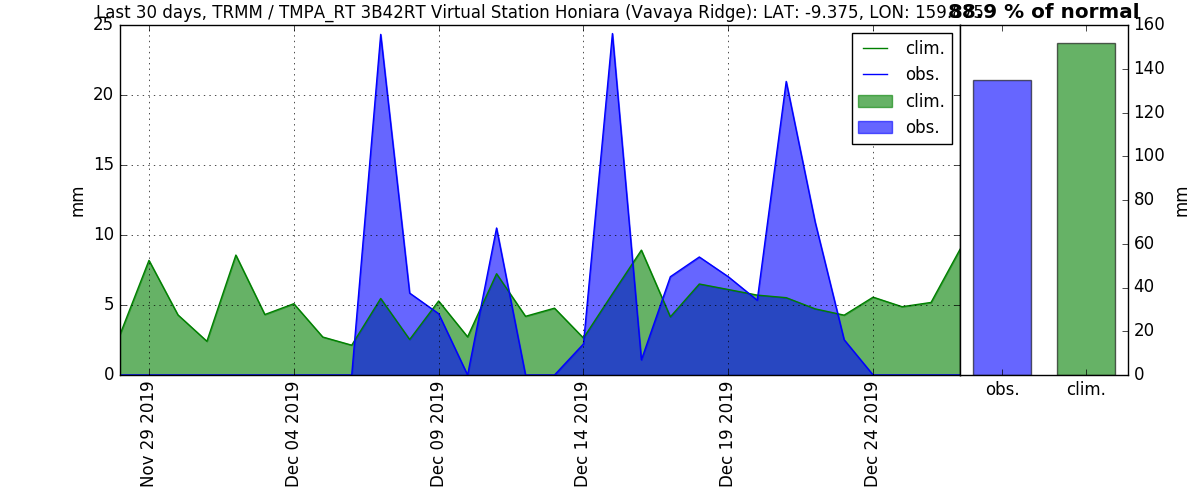 Last 30 days, TRMM / TMPA_RT 3B42RT Virtual Station Honiara (Vavaya Ridge): LAT: -9.375, LON:
88.9 % of normal
25
20
15
10
5
0
mm
clim.
obs.
clim.
obs.
160
140
120
100
80
60
40
20
0
mm
obs.
clim.
Nov 29 2019
Dec 04 2019
Dec 09 2019
Dec 14 2019
Dec 19 2019
Dec 24 2019